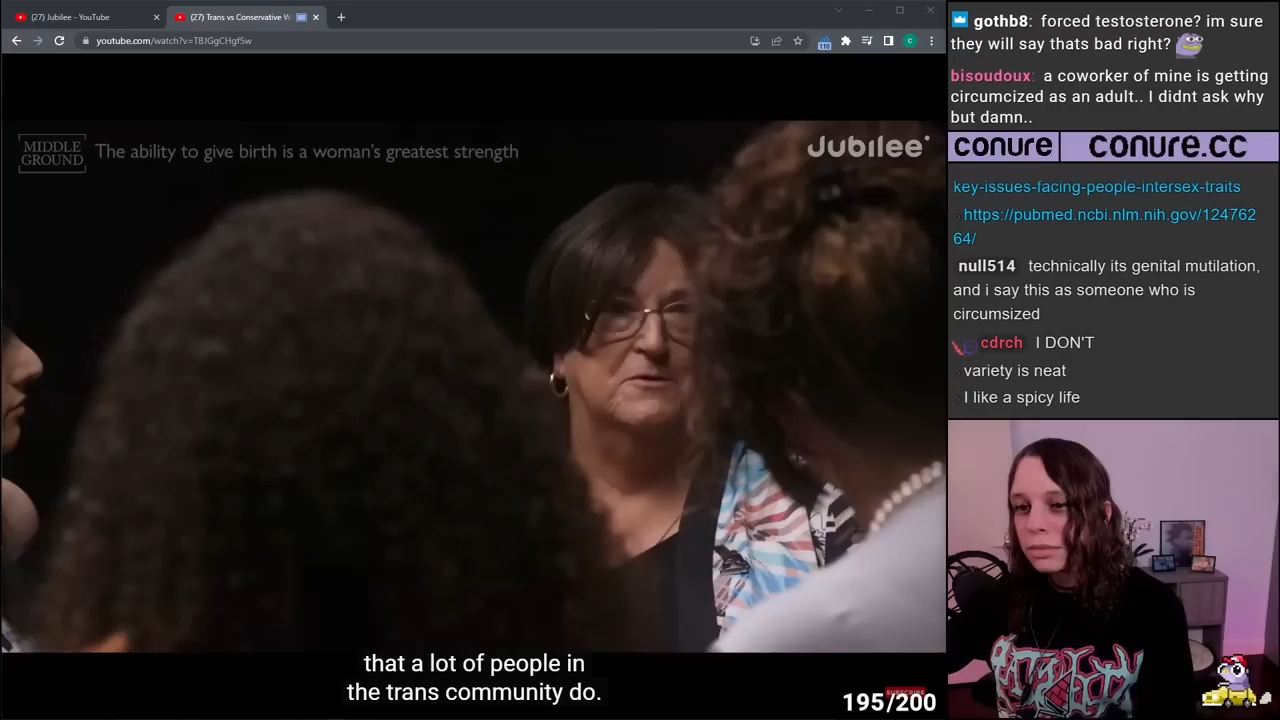 (27) Jubilee - YouTube
(27) Trans vs Conservative W
youtube.com/watch?v=TBJGgCHgf5w
MIDDLE
GROUND
The ability to give birth is a woman's greatest strength
Jubilee
that a lot of people in
the trans community do.
SUBSCRIBE
195/200
gothb8: forced testosterone? im sure
they will say thats bad right?
bisoudoux: a coworker of mine is getting
circumcized as an adult.. I didnt ask why
but damn..
conure
conure.cc
key-issues-facing-people-intersex-traits
https://pubmed.ncbi.nlm.nih.gov/124762
64/
null514 technically its genital mutilation,
and i say this as someone who is
circumsized
cdrch I DON'T
variety is neat
I like a spicy life